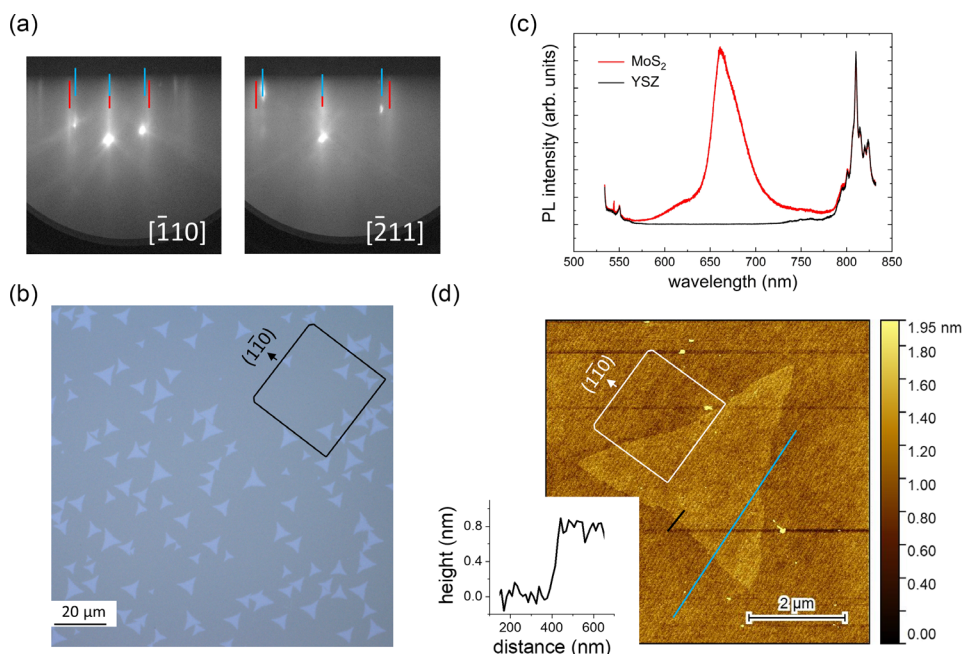 (a)
[1̄10]
[2̄11]
(c)
PL intensity (arb. units)
MoS₂
YSZ
500 550 600 650 700 750 800 850
wavelength (nm)
(b)
(11̄0)
20 µm
(d)
(11̄0)
2 µm
1.95 nm
1.80
1.60
1.40
1.20
1.00
0.80
0.60
0.40
0.00
height (nm)
0.8
0.4
0.0
200 400 600
distance (nm)